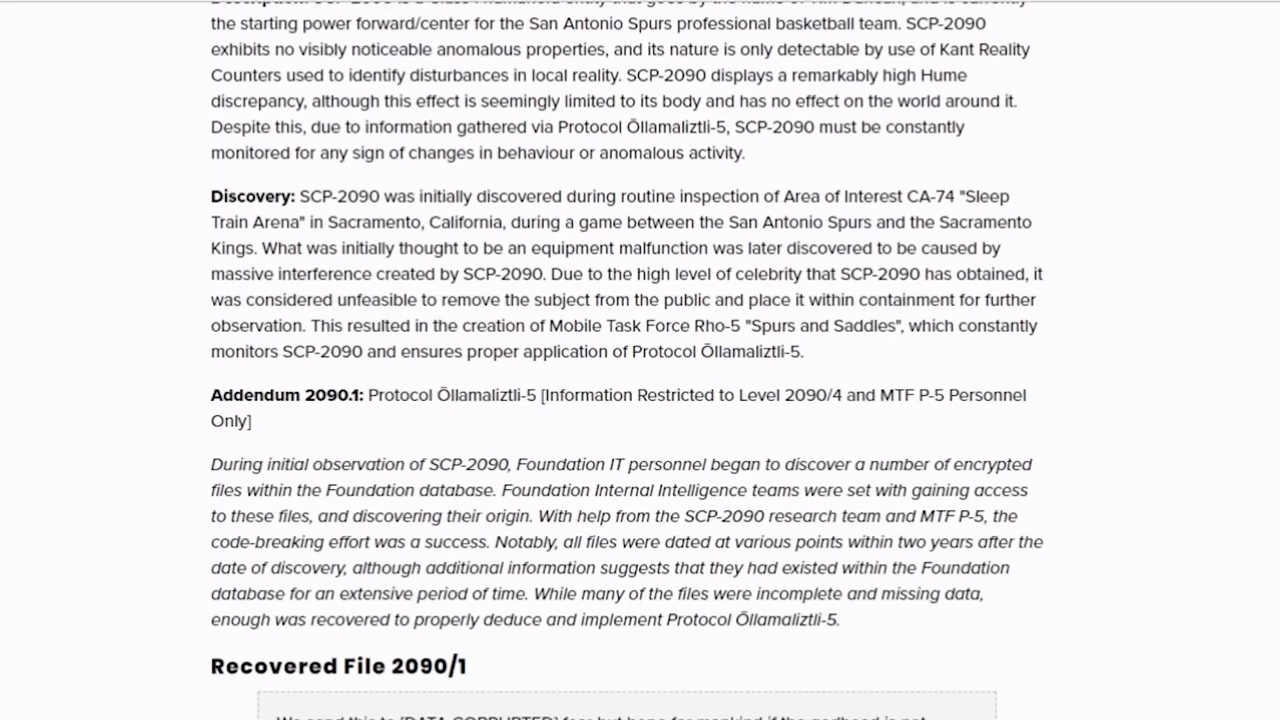 the starting power forward/center for the San Antonio Spurs professional basketball team. SCP-2090
exhibits no visibly noticeable anomalous properties, and its nature is only detectable by use of Kant Reality
Counters used to identify disturbances in local reality. SCP-2090 displays a remarkably high Hume
discrepancy, although this effect is seemingly limited to its body and has no effect on the world around it.
Despite this, due to information gathered via Protocol Ōllamaliztli-5, SCP-2090 must be constantly
monitored for any sign of changes in behaviour or anomalous activity.
Discovery: SCP-2090 was initially discovered during routine inspection of Area of Interest CA-74 "Sleep
Train Arena" in Sacramento, California, during a game between the San Antonio Spurs and the Sacramento
Kings. What was initially thought to be an equipment malfunction was later discovered to be caused by
massive interference created by SCP-2090. Due to the high level of celebrity that SCP-2090 has obtained, it
was considered unfeasible to remove the subject from the public and place it within containment for further
observation. This resulted in the creation of Mobile Task Force Rho-5 "Spurs and Saddles", which constantly
monitors SCP-2090 and ensures proper application of Protocol Ōllamaliztli-5.
Addendum 2090.1: Protocol Ōllamaliztli-5 [Information Restricted to Level 2090/4 and MTF P-5 Personnel
Only]
During initial observation of SCP-2090, Foundation IT personnel began to discover a number of encrypted
files within the Foundation database. Foundation Internal Intelligence teams were set with gaining access
to these files, and discovering their origin. With help from the SCP-2090 research team and MTF P-5, the
code-breaking effort was a success. Notably, all files were dated at various points within two years after the
date of discovery, although additional information suggests that they had existed within the Foundation
database for an extensive period of time. While many of the files were incomplete and missing data,
enough was recovered to properly deduce and implement Protocol Ōllamaliztli-5.
Recovered File 2090/1